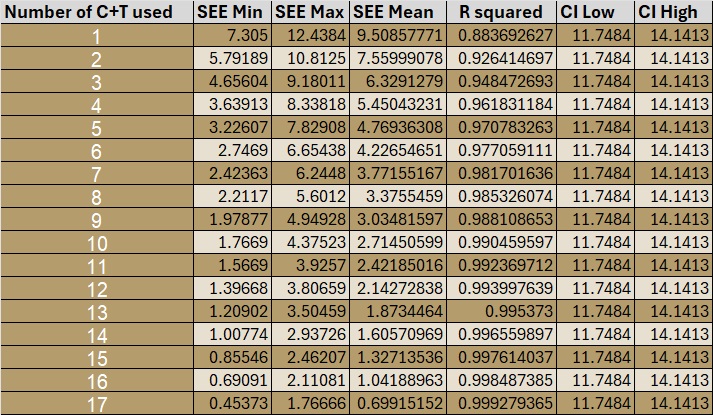 Number of C+T used SEE Min SEE Max SEE Mean R squared CI Low CI High
1 7.305 12.4384 9.50857771 0.883692627 11.7484 14.1413
2 5.79189 10.8125 7.55999078 0.926414697 11.7484 14.1413
3 4.65604 9.18011 6.3291279 0.948472693 11.7484 14.1413
4 3.63913 8.33818 5.45043231 0.961831184 11.7484 14.1413
5 3.22607 7.82908 4.76936308 0.970783263 11.7484 14.1413
6 2.7469 6.65438 4.22654651 0.977059111 11.7484 14.1413
7 2.42363 6.2448 3.77155167 0.981701636 11.7484 14.1413
8 2.2117 5.6012 3.3755459 0.985326074 11.7484 14.1413
9 1.97877 4.94928 3.03481597 0.988108653 11.7484 14.1413
10 1.7669 4.37523 2.71450599 0.990459597 11.7484 14.1413
11 1.5669 3.9257 2.42185016 0.992369712 11.7484 14.1413
12 1.39668 3.80659 2.14272838 0.993997639 11.7484 14.1413
13 1.20902 3.50459 1.8734464 0.995373 11.7484 14.1413
14 1.00774 2.93726 1.60570969 0.996559897 11.7484 14.1413
15 0.85546 2.46207 1.32713536 0.997614037 11.7484 14.1413
16 0.69091 2.11081 1.04188963 0.998487385 11.7484 14.1413
17 0.45373 1.76666 0.69915152 0.999279365 11.7484 14.1413